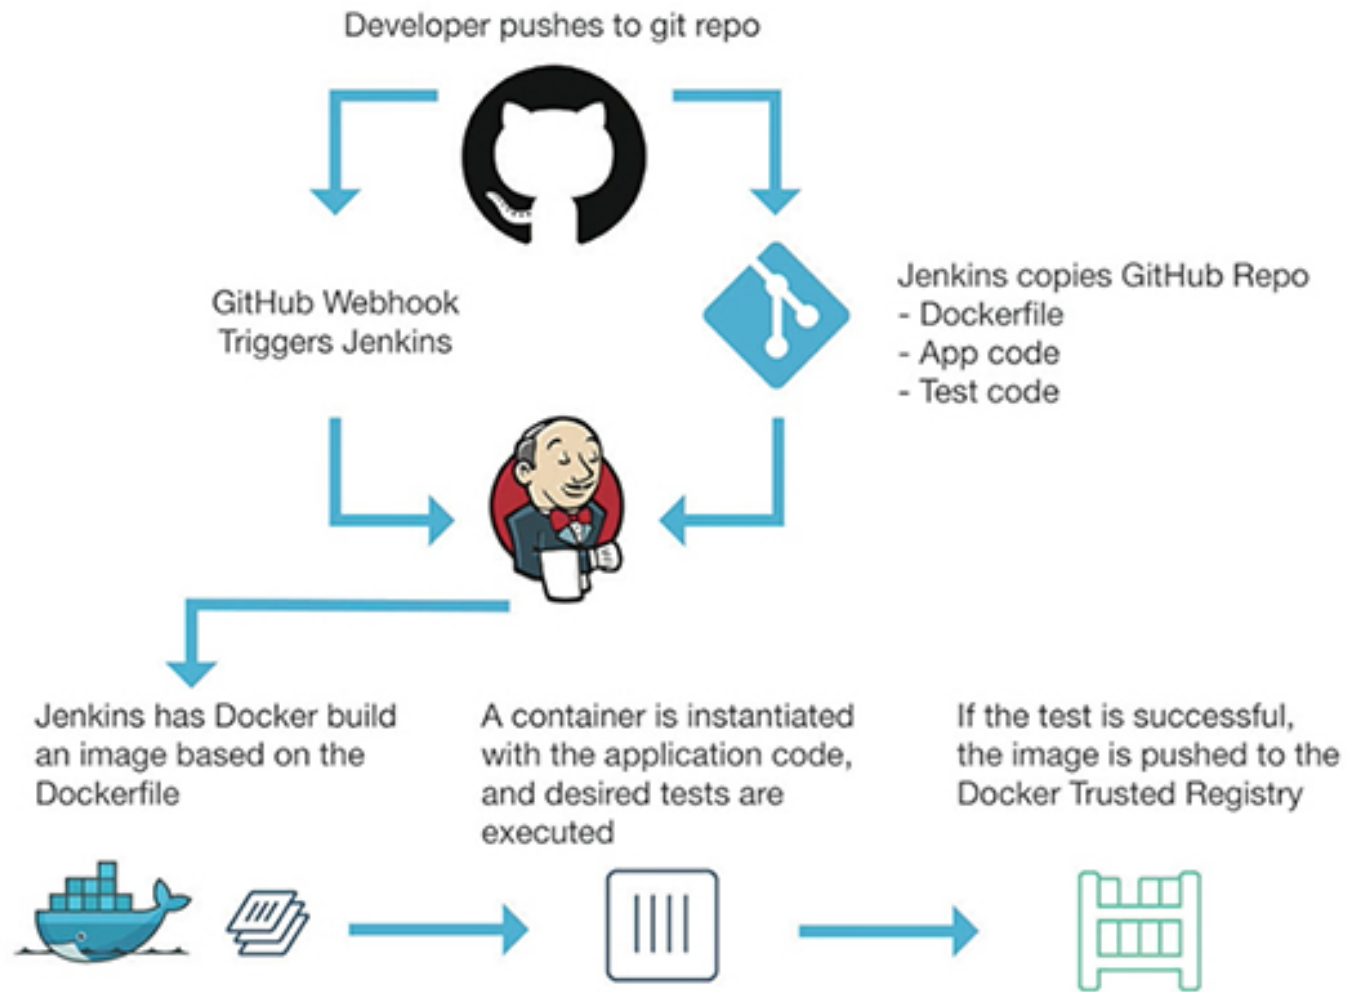 Developer pushes to git repo
GitHub Webhook
Triggers Jenkins
Jenkins copies GitHub Repo
- Dockerfile
- App code
- Test code
Jenkins has Docker build
an image based on the
Dockerfile
A container is instantiated
with the application code,
and desired tests are
executed
If the test is successful,
the image is pushed to the
Docker Trusted Registry